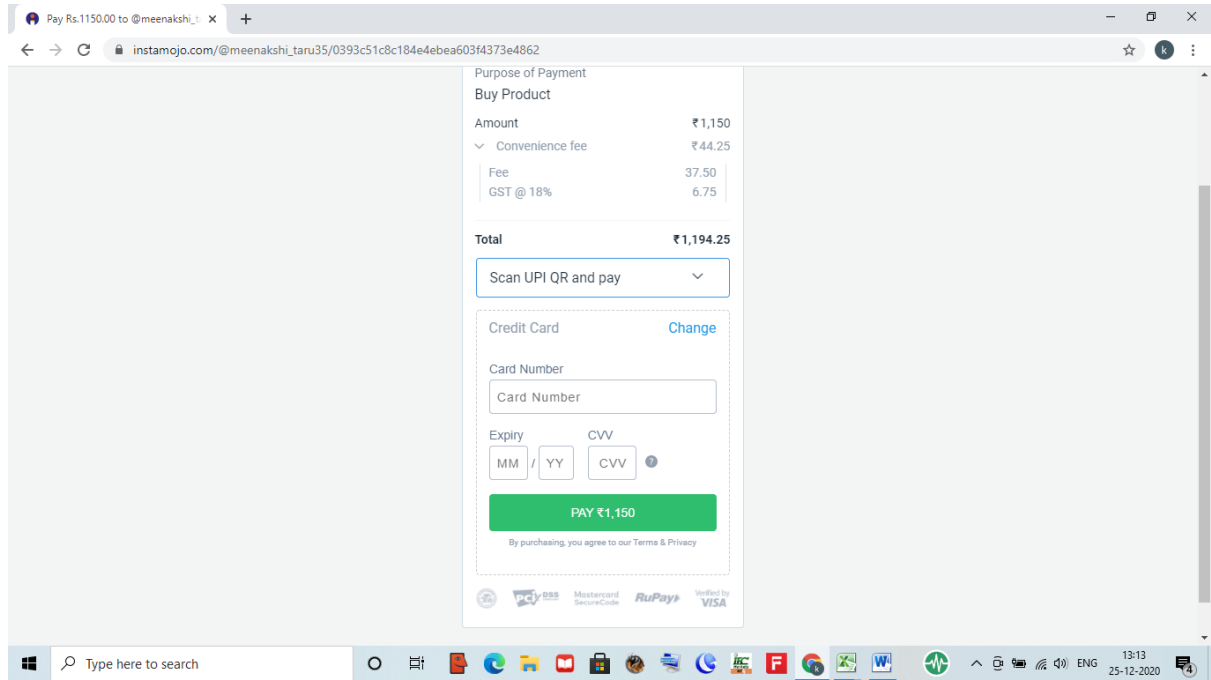 Pay Rs.1150.00 to @meenakshi_t
instamojo.com/@meenakshi_taru35/0393c51c8c184e4ebea603f4373e4862
k
Purpose of Payment
Buy Product
Amount ₹1,150
Convenience fee ₹44.25
Fee 37.50
GST @ 18% 6.75
Total ₹1,194.25
Scan UPI QR and pay
Credit Card Change
Card Number
Card Number
Expiry CVV
MM / YY CVV ?
PAY ₹1,150
By purchasing, you agree to our Terms & Privacy
PCI DSS Mastercard SecureCode RuPay Verified by VISA
Type here to search
ENG
13:13
25-12-2020
4